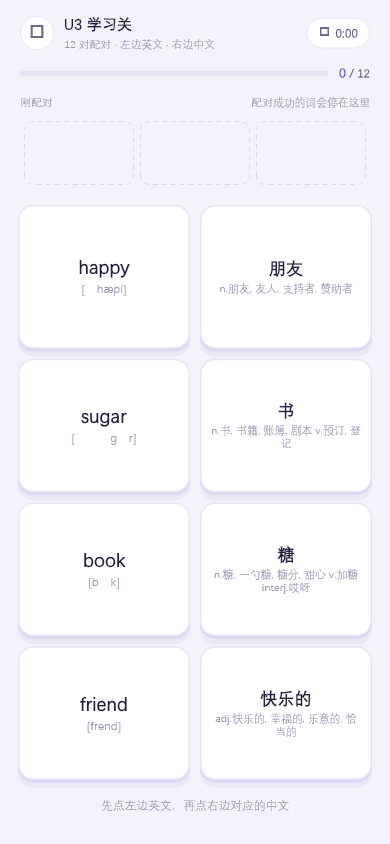 U3 学习关
12 对配对 · 左边英文 · 右边中文
0:00
0 / 12
刚配对
配对成功的词会停在这里
happy
[ hæpi]
朋友
n.朋友, 友人, 支持者, 赞助者
sugar
[ g r]
书
n.书, 书籍, 账簿, 剧本 v.预订, 登
记
book
[b k]
糖
n.糖, 一勺糖, 糖分, 甜心 v.加糖
interj.哎呀
friend
[frend]
快乐的
adj.快乐的, 幸福的, 乐意的, 恰
当的
先点左边英文, 再点右边对应的中文